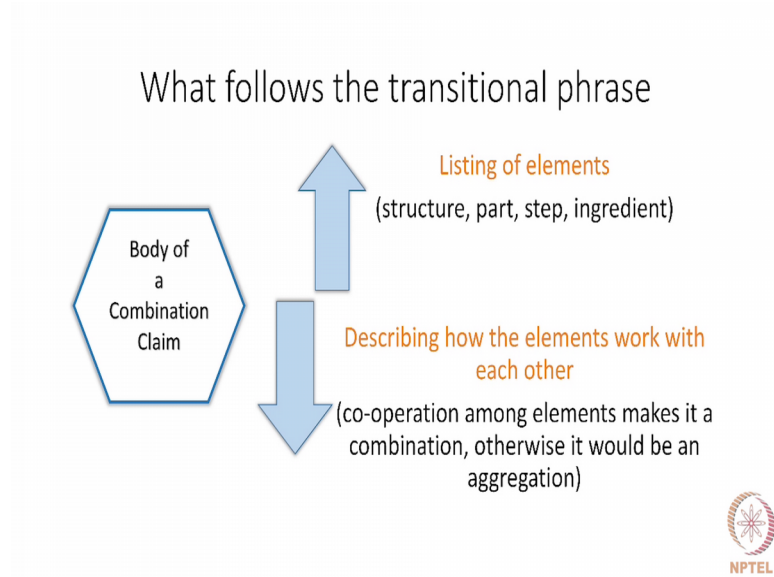 What follows the transitional phrase
Body of
a
Combination
Claim
Listing of elements
(structure, part, step, ingredient)
Describing how the elements work with
each other
(co-operation among elements makes it a
combination, otherwise it would be an
aggregation)
NPTEL